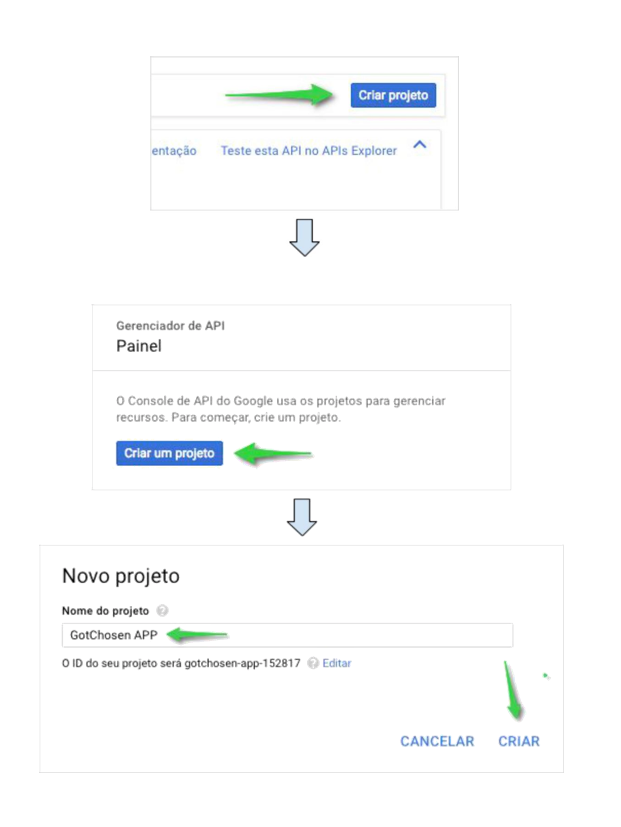 Criar projeto
entação Teste esta API no APIs Explorer
Gerenciador de API
Painel
O Console de API do Google usa os projetos para gerenciar
recursos. Para começar, crie um projeto.
Criar um projeto
Novo projeto
Nome do projeto ?
GotChosen APP
O ID do seu projeto será gotchosen-app-152817 ? Editar
CANCELAR CRIAR